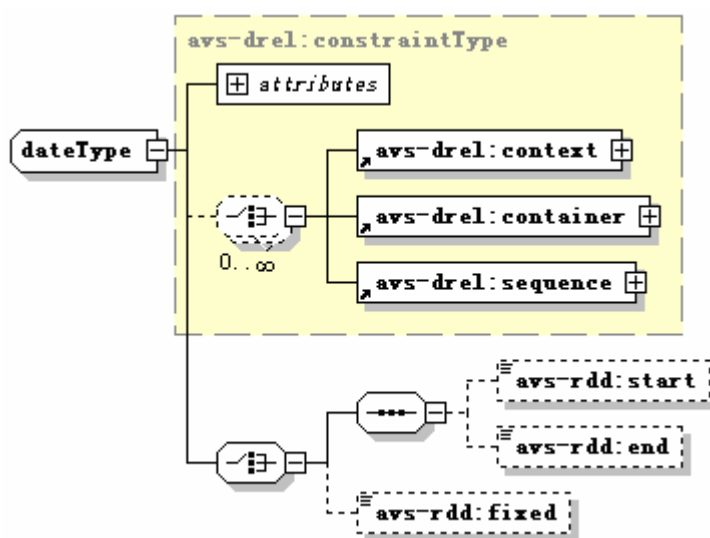 avs-drel:constraintType
attributes
dateType
avs-drel:context
avs-drel:container
0..∞
avs-drel:sequence
avs-rdd:start
avs-rdd:end
avs-rdd:fixed